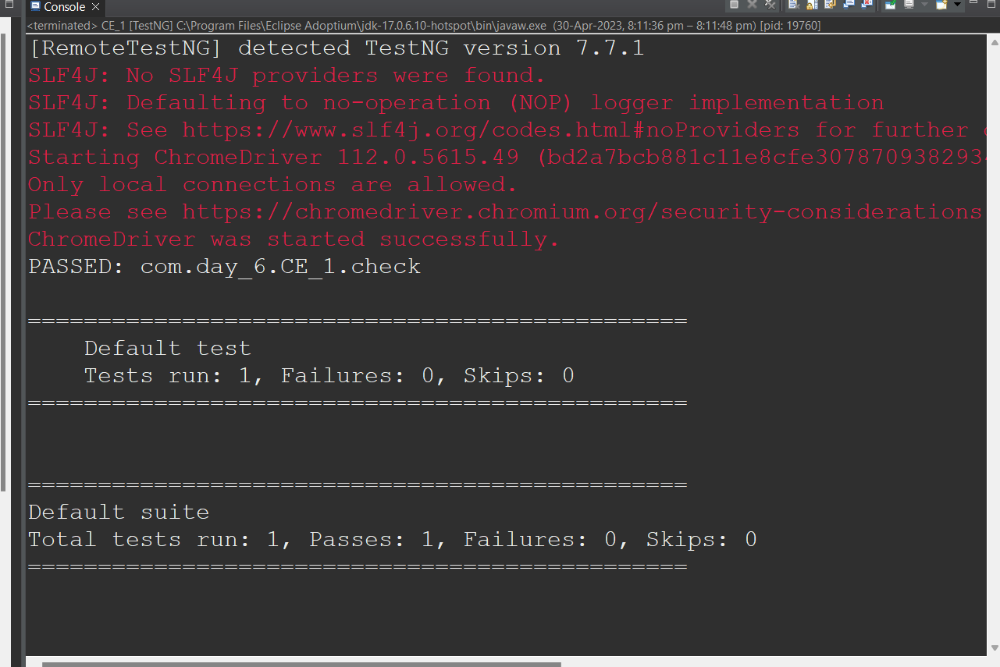 Console
<terminated> CE_1 [TestNG] C:\Program Files\Eclipse Adoptium\jdk-17.0.6.10-hotspot\bin\javaw.exe (30-Apr-2023, 8:11:36 pm – 8:11:48 pm) [pid: 19760]
[RemoteTestNG] detected TestNG version 7.7.1
SLF4J: No SLF4J providers were found.
SLF4J: Defaulting to no-operation (NOP) logger implementation
SLF4J: See https://www.slf4j.org/codes.html#noProviders for further
Starting ChromeDriver 112.0.5615.49 (bd2a7bcb881c11e8cfe3078709382934
Only local connections are allowed.
Please see https://chromedriver.chromium.org/security-considerations
ChromeDriver was started successfully.
PASSED: com.day_6.CE_1.check
===============================================
Default test
Tests run: 1, Failures: 0, Skips: 0
===============================================
===============================================
Default suite
Total tests run: 1, Passes: 1, Failures: 0, Skips: 0
===============================================